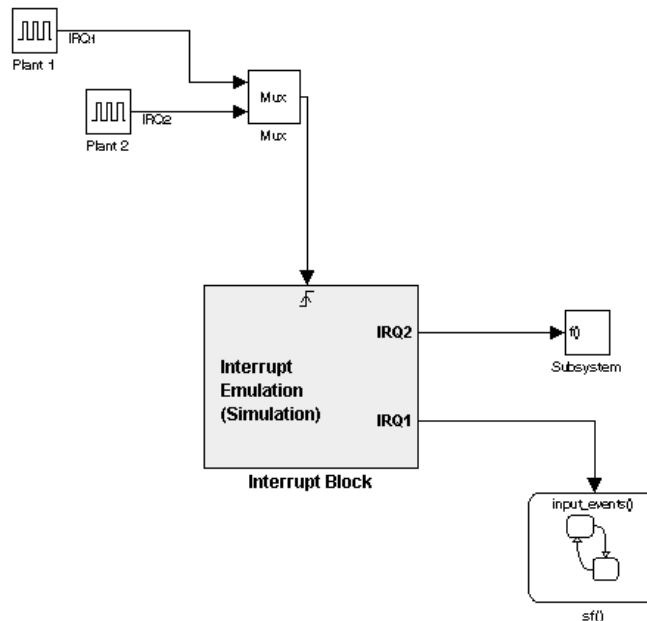 IRQ1
Plant 1
IRQ2
Plant 2
Mux
Mux
Interrupt
Emulation
(Simulation)
IRQ2
IRQ1
Interrupt Block
f()
Subsystem
input_events()
sf()